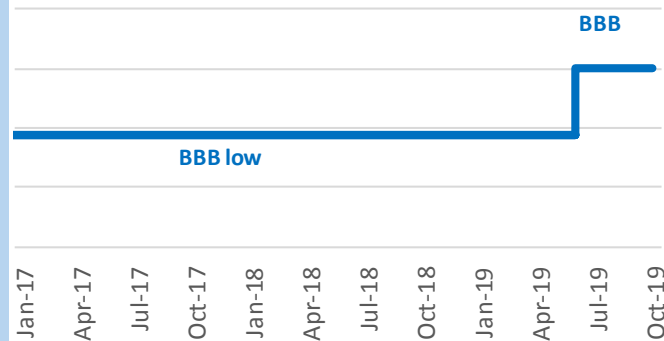 BBB
BBB low
Jan-17
Apr-17
Jul-17
Oct-17
Jan-18
Apr-18
Jul-18
Oct-18
Jan-19
Apr-19
Jul-19
Oct-19